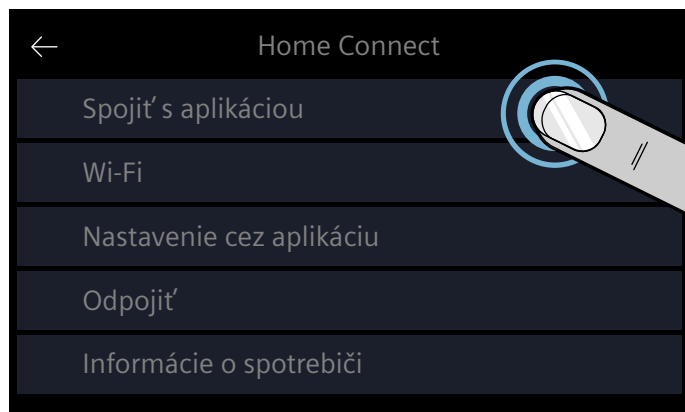 Home Connect
Spojiť s aplikáciou
Wi-Fi
Nastavenie cez aplikáciu
Odpojiť
Informácie o spotrebiči